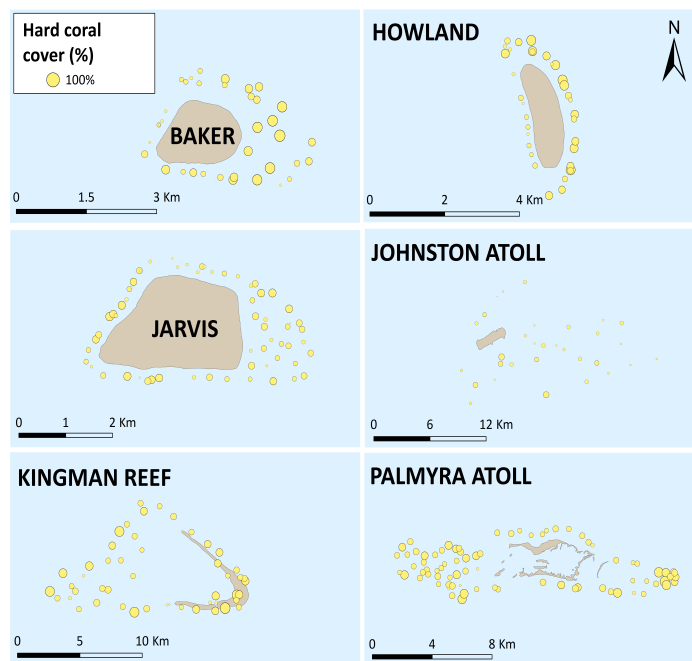 Hard coral
cover (%)
100%
BAKER
0 1.5 3 Km
HOWLAND
N
0 2 4 Km
JARVIS
0 1 2 Km
JOHNSTON ATOLL
0 6 12 Km
KINGMAN REEF
0 5 10 Km
PALMYRA ATOLL
0 4 8 Km